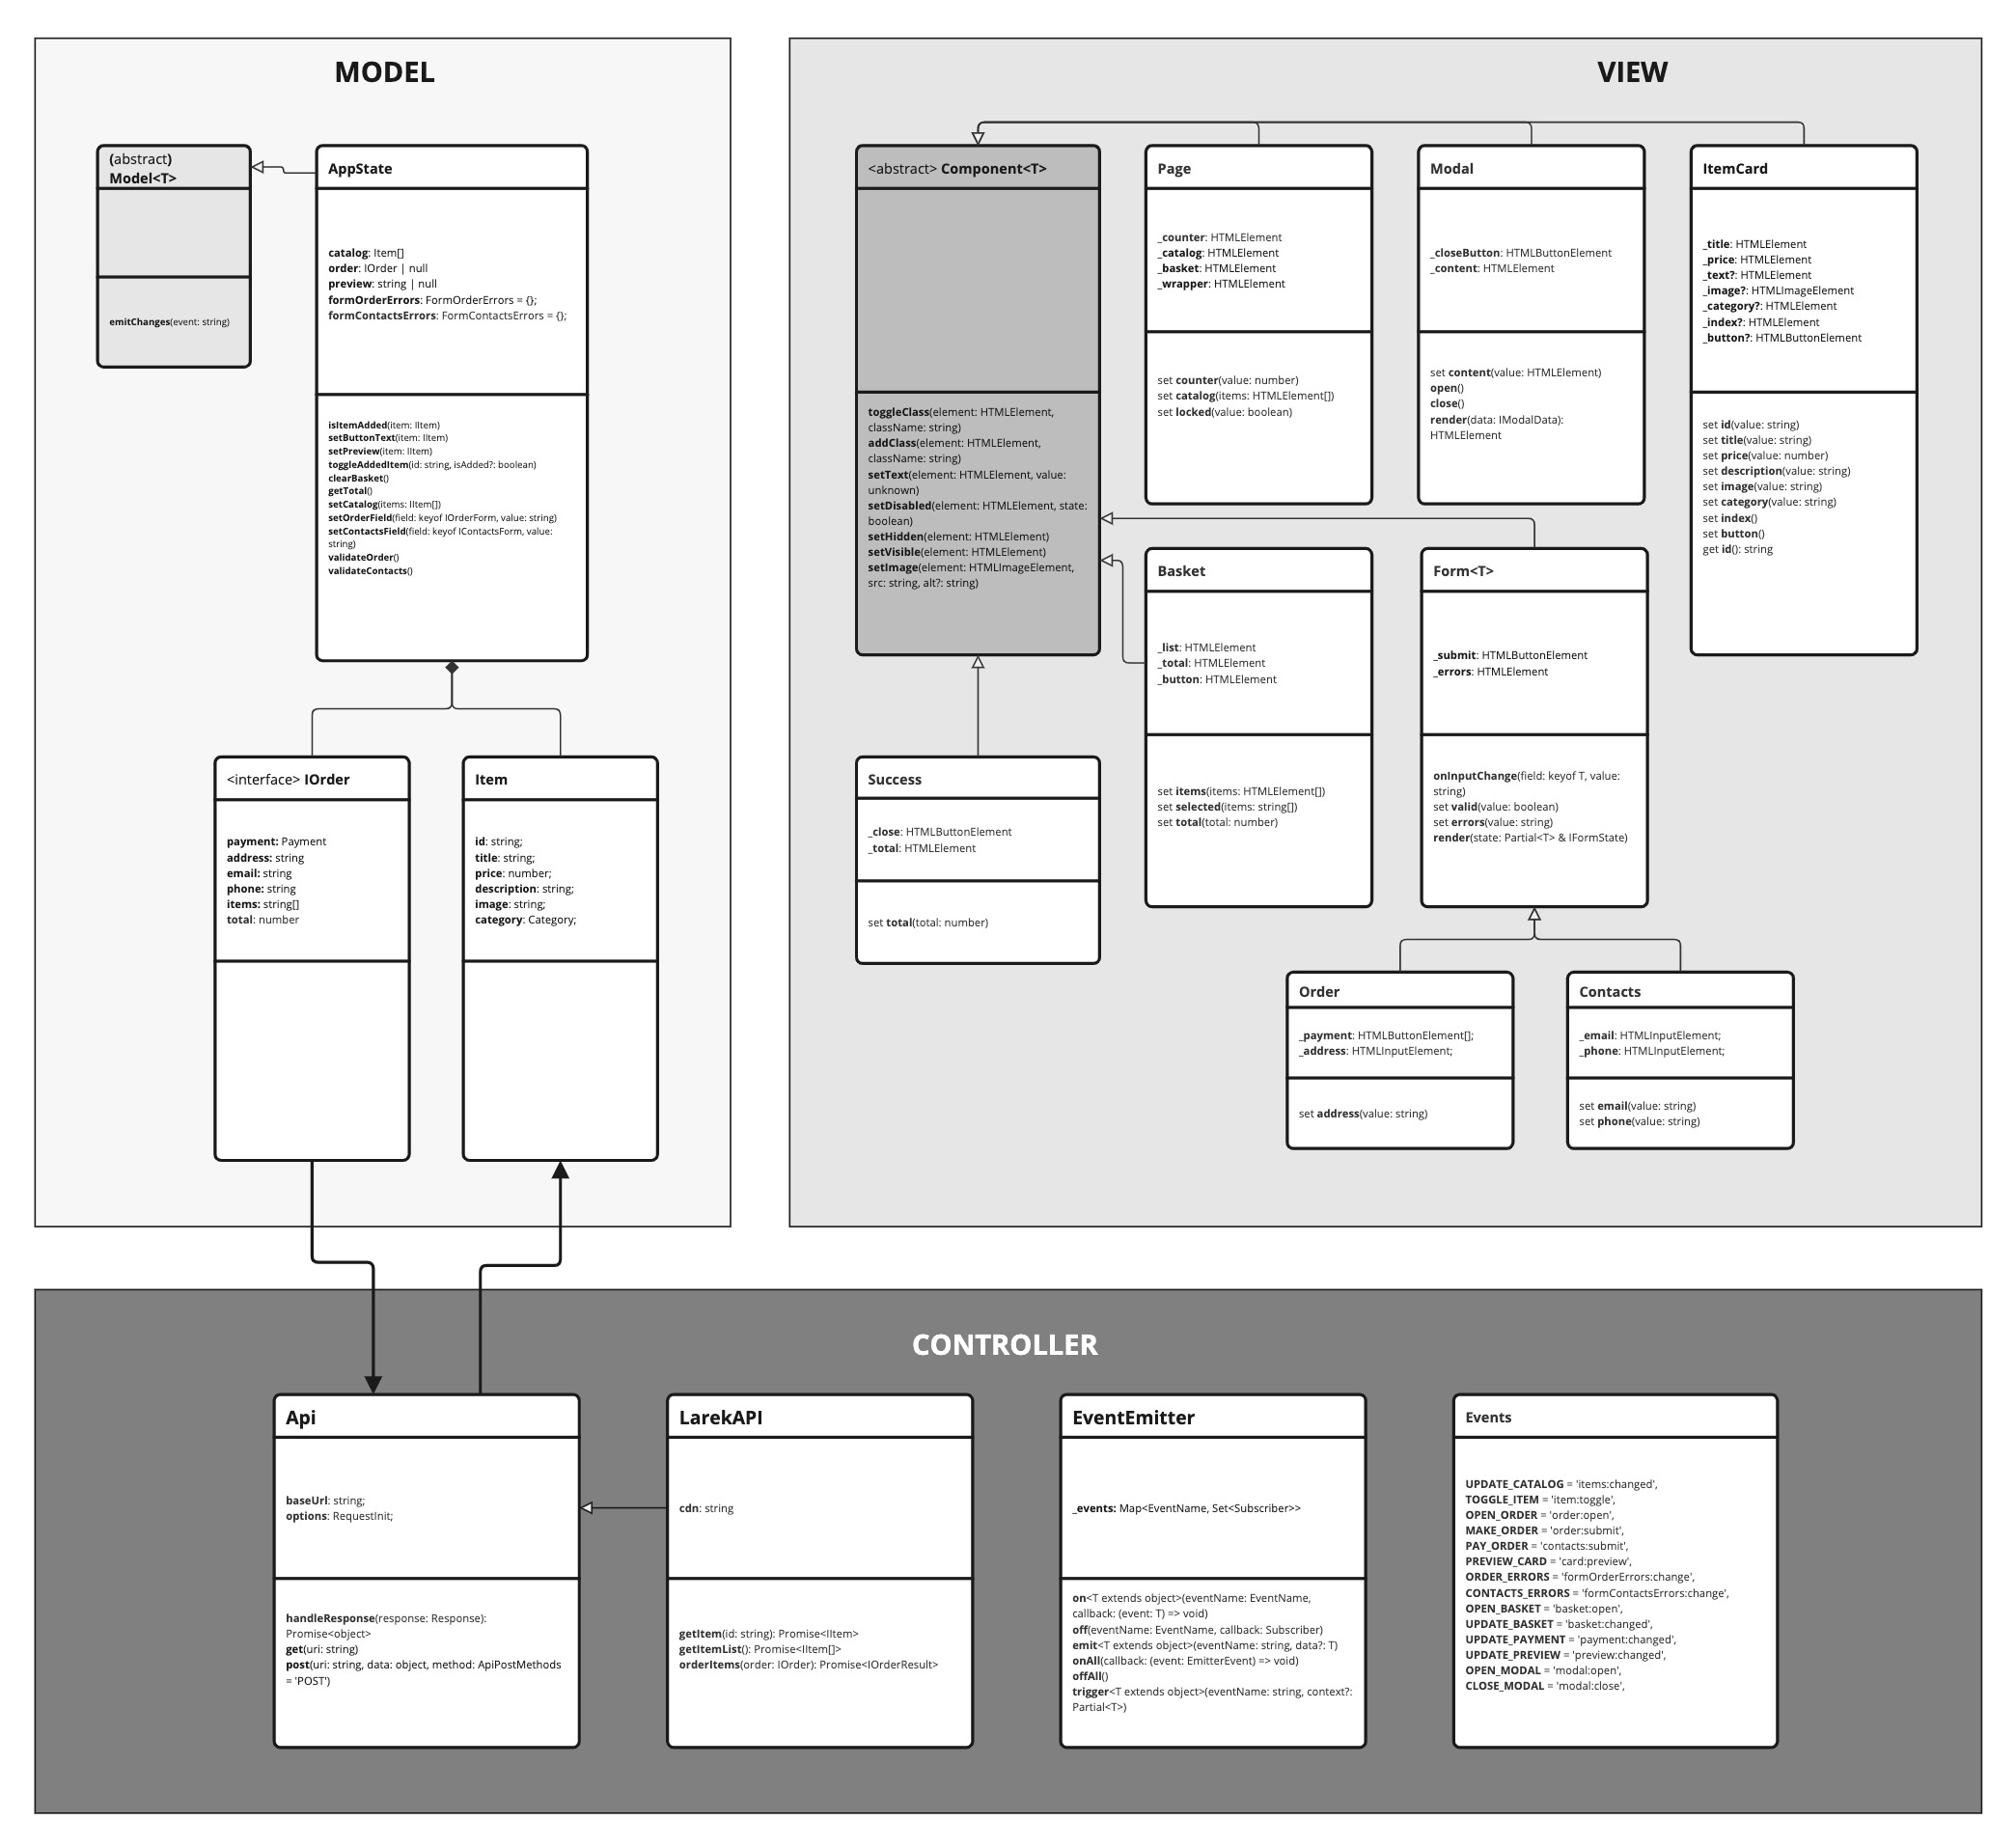 MODEL
(abstract)
Model<T>
emitChanges(event: string)
AppState
catalog: Item[]
order: IOrder | null
preview: string | null
formOrderErrors: FormOrderErrors = {};
formContactsErrors: FormContactsErrors = {};
isItemAdded(item: IItem)
setButtonText(item: IItem)
setPreview(item: IItem)
toggleAddedItem(id: string, isAdded?: boolean)
clearBasket()
getTotal()
setCatalog(items: IItem[])
setOrderField(field: keyof IOrderForm, value: string)
setContactsField(field: keyof IContactsForm, value:
string)
validateOrder()
validateContacts()
<interface> IOrder
payment: Payment
address: string
email: string
phone: string
items: string[]
total: number
Item
id: string;
title: string;
price: number;
description: string;
image: string;
category: Category;
VIEW
<abstract> Component<T>
toggleClass(element: HTMLElement,
className: string)
addClass(element: HTMLElement,
className: string)
setText(element: HTMLElement, value:
unknown)
setDisabled(element: HTMLElement, state:
boolean)
setHidden(element: HTMLElement)
setVisible(element: HTMLElement)
setImage(element: HTMLImageElement,
src: string, alt?: string)
Page
_counter: HTMLElement
_catalog: HTMLElement
_basket: HTMLElement
_wrapper: HTMLElement
set counter(value: number)
set catalog(items: HTMLElement[])
set locked(value: boolean)
Modal
_closeButton: HTMLButtonElement
_content: HTMLElement
set content(value: HTMLElement)
open()
close()
render(data: IModalData):
HTMLElement
ItemCard
_title: HTMLElement
_price: HTMLElement
_text?: HTMLElement
_image?: HTMLImageElement
_category?: HTMLElement
_index?: HTMLElement
_button?: HTMLButtonElement
set id(value: string)
set title(value: string)
set price(value: number)
set description(value: string)
set image(value: string)
set category(value: string)
set index()
set button()
get id(): string
Basket
_list: HTMLElement
_total: HTMLElement
_button: HTMLElement
set items(items: HTMLElement[])
set selected(items: string[])
set total(total: number)
Form<T>
_submit: HTMLButtonElement
_errors: HTMLElement
onInputChange(field: keyof T, value:
string)
set valid(value: boolean)
set errors(value: string)
render(state: Partial<T> & IFormState)
Success
_close: HTMLButtonElement
_total: HTMLElement
set total(total: number)
Order
_payment: HTMLButtonElement[];
_address: HTMLInputElement;
set address(value: string)
Contacts
_email: HTMLInputElement;
_phone: HTMLInputElement;
set email(value: string)
set phone(value: string)
CONTROLLER
Api
baseUrl: string;
options: RequestInit;
handleResponse(response: Response):
Promise<object>
get(uri: string)
post(uri: string, data: object, method: ApiPostMethods
= 'POST')
LarekAPI
cdn: string
getItem(id: string): Promise<IItem>
getItemList(): Promise<IItem[]>
orderItems(order: IOrder): Promise<IOrderResult>
EventEmitter
_events: Map<EventName, Set<Subscriber>>
on<T extends object>(eventName: EventName,
callback: (event: T) => void)
off(eventName: EventName, callback: Subscriber)
emit<T extends object>(eventName: string, data?: T)
onAll(callback: (event: EmitterEvent) => void)
offAll()
trigger<T extends object>(eventName: string, context?:
Partial<T>)
Events
UPDATE_CATALOG = 'items:changed',
TOGGLE_ITEM = 'item:toggle',
OPEN_ORDER = 'order:open',
MAKE_ORDER = 'order:submit',
PAY_ORDER = 'contacts:submit',
PREVIEW_CARD = 'card:preview',
ORDER_ERRORS = 'formOrderErrors:change',
CONTACTS_ERRORS = 'formContactsErrors:change',
OPEN_BASKET = 'basket:open',
UPDATE_BASKET = 'basket:changed',
UPDATE_PAYMENT = 'payment:changed',
UPDATE_PREVIEW = 'preview:changed',
OPEN_MODAL = 'modal:open',
CLOSE_MODAL = 'modal:close',